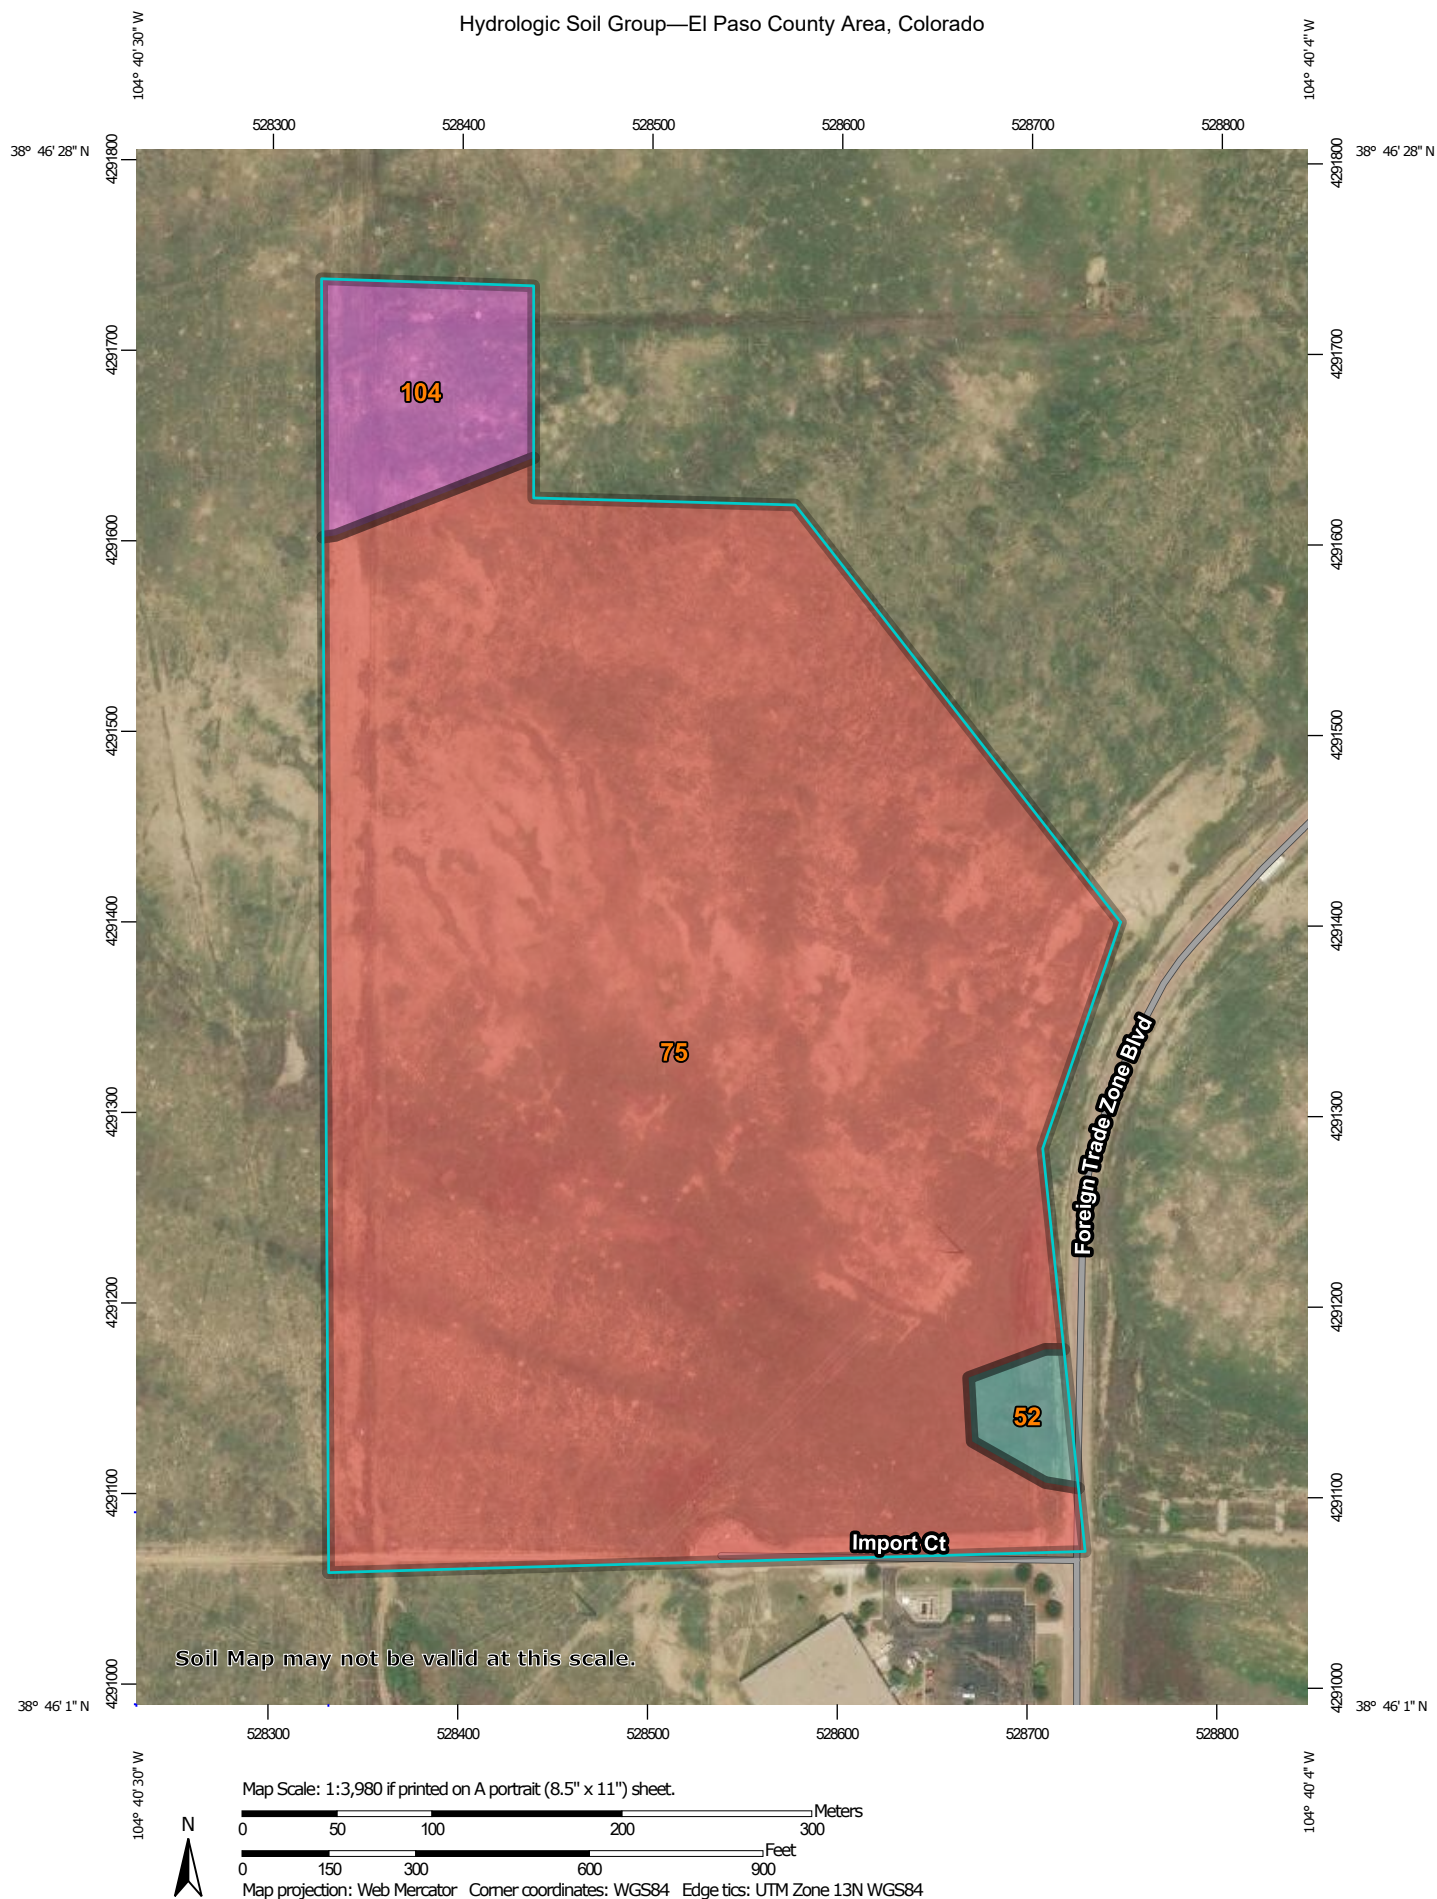 Hydrologic Soil Group—El Paso County Area, Colorado
104° 40' 30" W
104° 40' 4" W
528300 528400 528500 528600 528700 528800
38° 46' 28" N
38° 46' 28" N
4291800
4291800
4291700
4291700
104
4291600
4291600
4291500
4291500
4291400
4291400
Foreign Trade Zone Blvd
75
4291300
4291300
4291200
4291200
52
4291100
4291100
Import Ct
Soil Map may not be valid at this scale.
4291000
4291000
38° 46' 1" N
38° 46' 1" N
528300 528400 528500 528600 528700 528800
104° 40' 30" W
104° 40' 4" W
Map Scale: 1:3,980 if printed on A portrait (8.5" x 11") sheet.
Meters
N
0 50 100 200 300
Feet
0 150 300 600 900
Map projection: Web Mercator Corner coordinates: WGS84 Edge tics: UTM Zone 13N WGS84